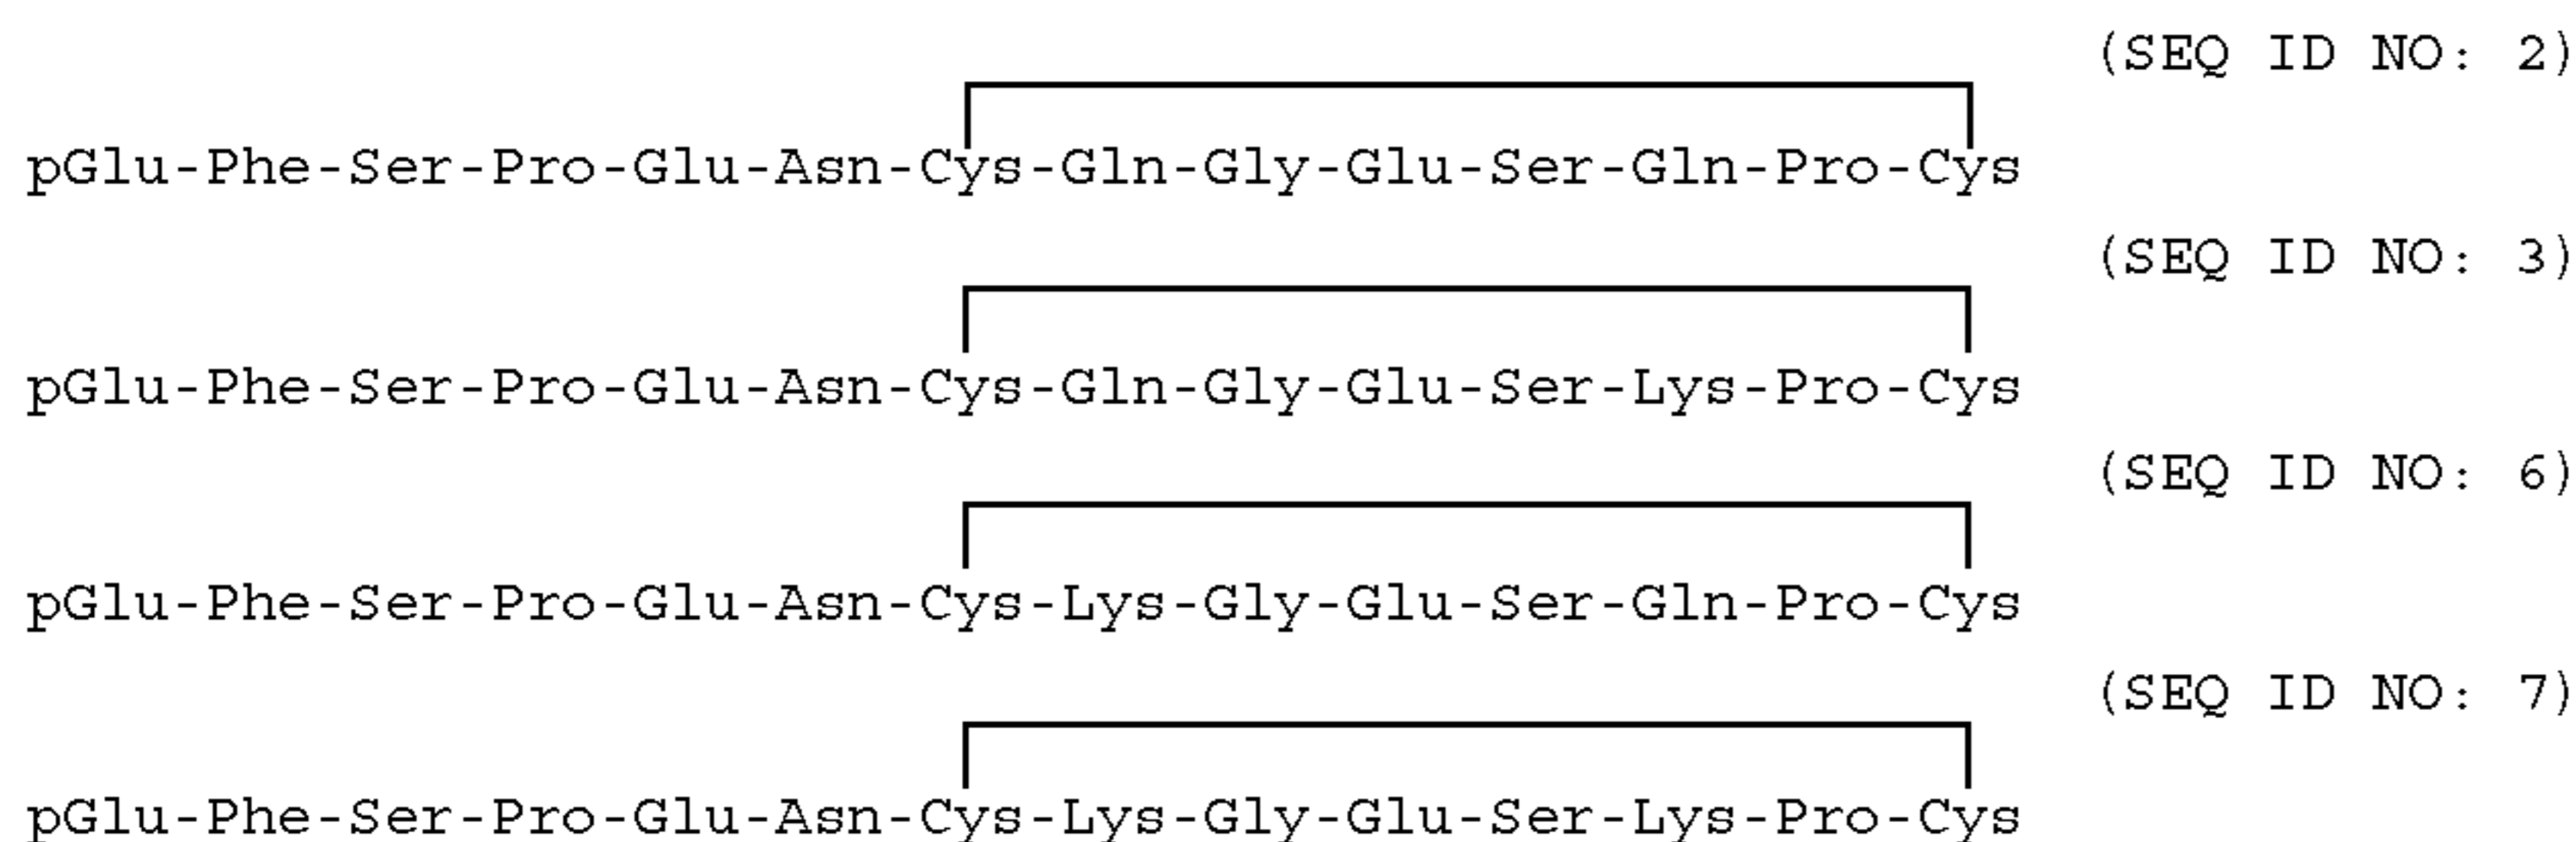 (SEQ ID NO: 2)
pGlu-Phe-Ser-Pro-Glu-Asn-Cys-Gln-Gly-Glu-Ser-Gln-Pro-Cys
(SEQ ID NO: 3)
pGlu-Phe-Ser-Pro-Glu-Asn-Cys-Gln-Gly-Glu-Ser-Lys-Pro-Cys
(SEQ ID NO: 6)
pGlu-Phe-Ser-Pro-Glu-Asn-Cys-Lys-Gly-Glu-Ser-Gln-Pro-Cys
(SEQ ID NO: 7)
pGlu-Phe-Ser-Pro-Glu-Asn-Cys-Lys-Gly-Glu-Ser-Lys-Pro-Cys